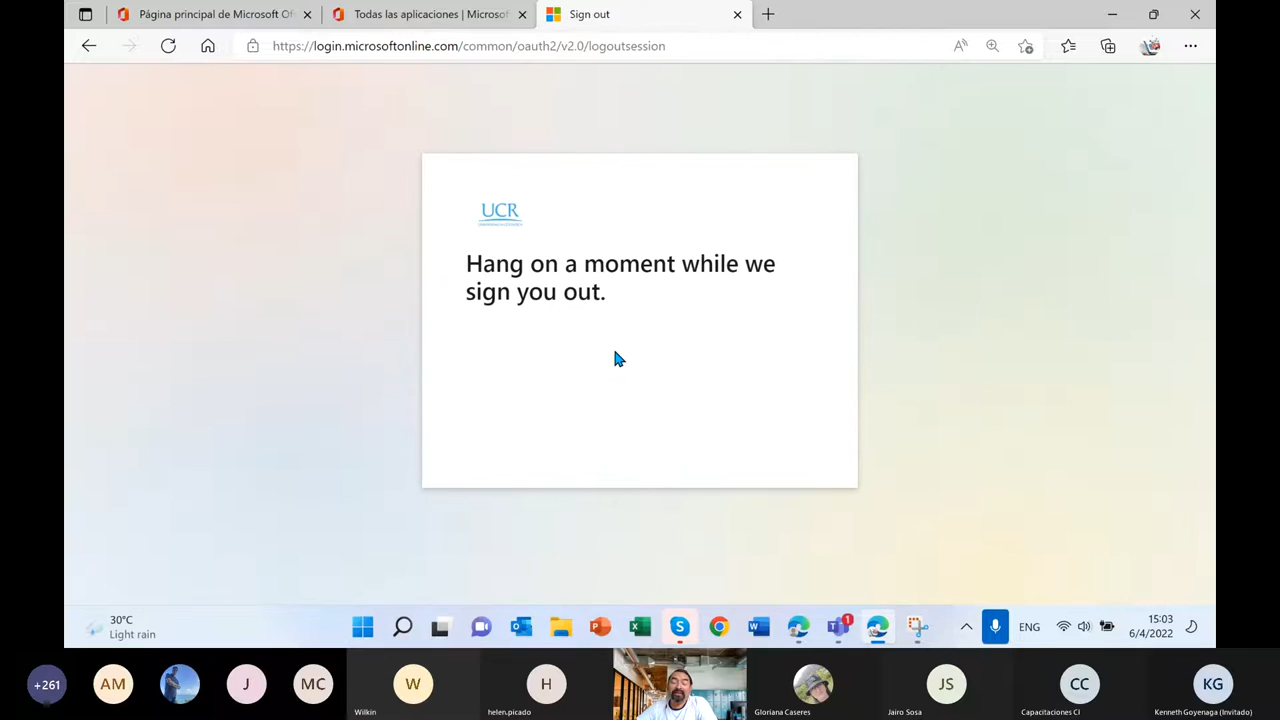 Página principal de Microsoft Of
Todas las aplicaciones | Microsof
Sign out
https://login.microsoftonline.com/common/oauth2/v2.0/logoutsession
UCR
Hang on a moment while we
sign you out.
30°C
Light rain
S
W
1
ENG
15:03
6/4/2022
+261
AM
J
MC
W
H
JS
CC
KG
Wilkin
helen.picado
Gloriana Caseres
Jairo Sosa
Capacitaciones CI
Kenneth Goyenaga (Invitado)